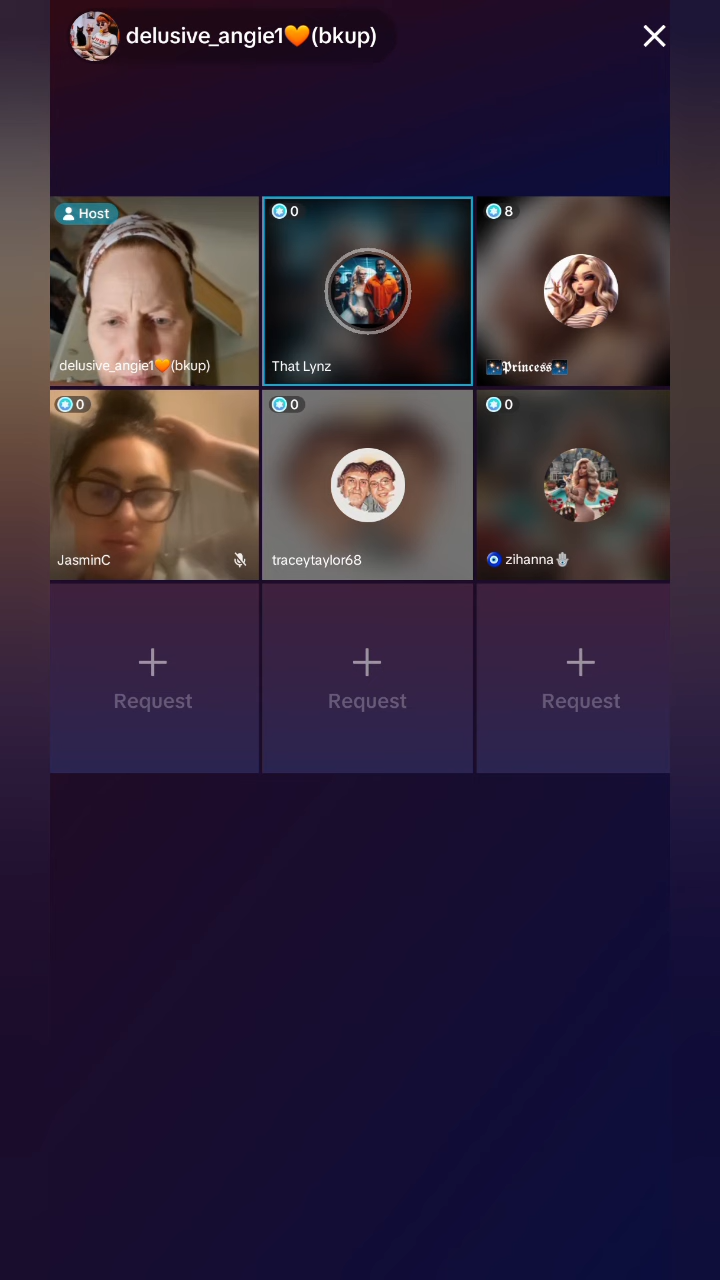 delusive_angie1🧡(bkup)
Host
0
8
delusive_angie1🧡(bkup)
That Lynz
🌠𝕻𝖗𝖎𝖓𝖈𝖊𝖘𝖘🌠
0
0
0
JasminC
traceytaylor68
🧿 zihanna🪬
Request
Request
Request